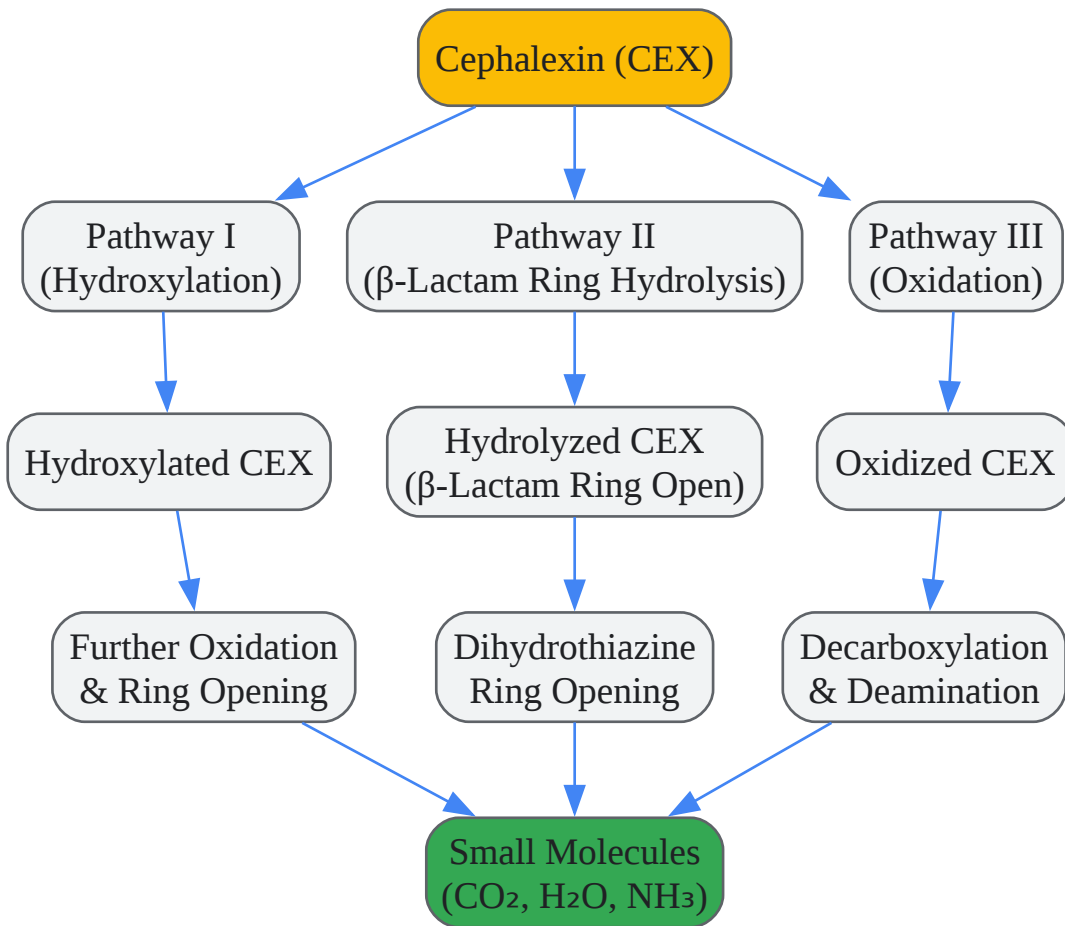 Cephalexin (CEX)
Pathway I
(Hydroxylation)
Pathway II
(β-Lactam Ring Hydrolysis)
Pathway III
(Oxidation)
Hydroxylated CEX
Hydrolyzed CEX
(β-Lactam Ring Open)
Oxidized CEX
Further Oxidation
& Ring Opening
Dihydrothiazine
Ring Opening
Decarboxylation
& Deamination
Small Molecules
(CO₂, H₂O, NH₃)